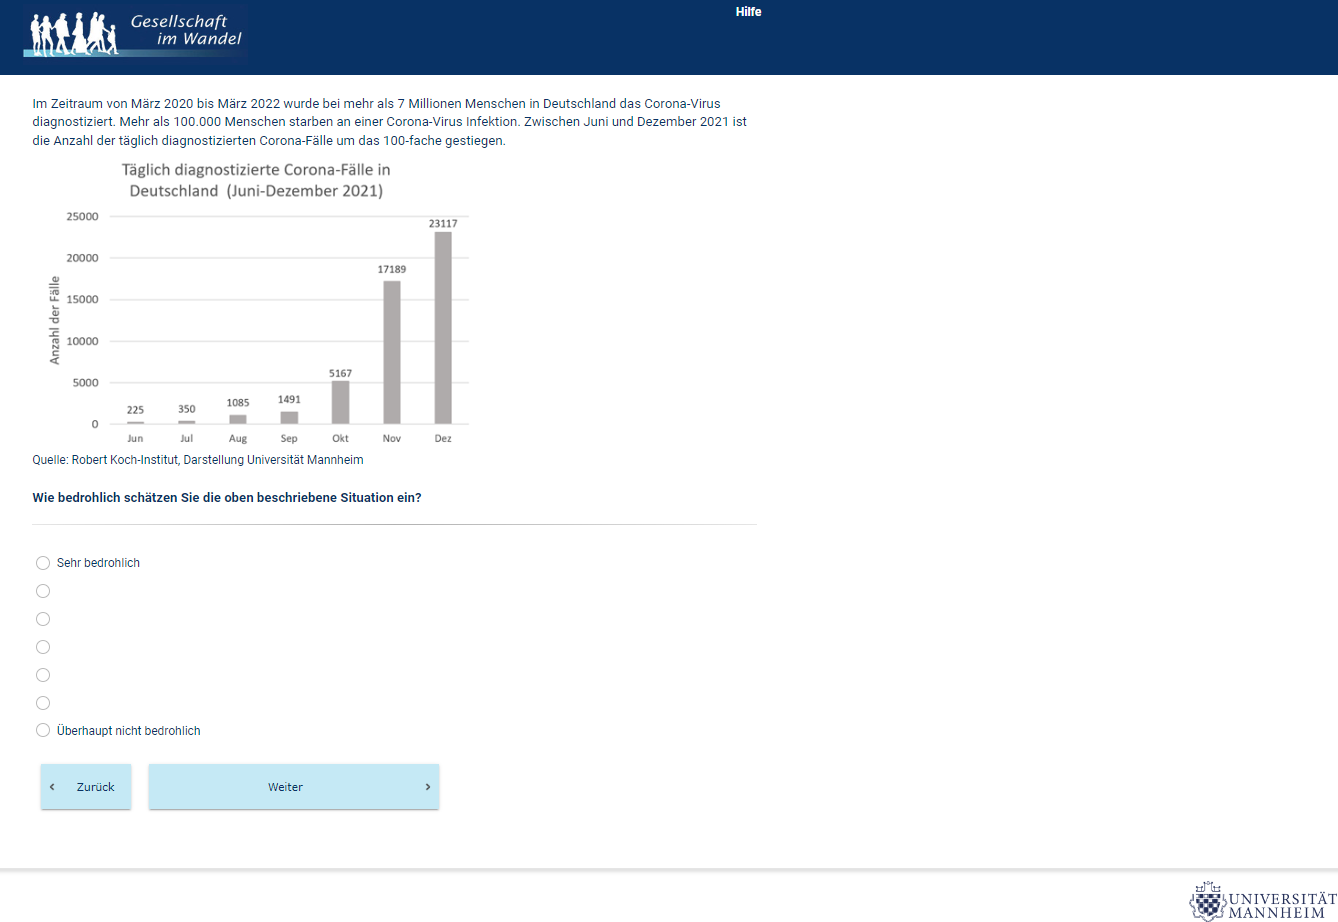 Gesellschaft
im Wandel
Hilfe
Im Zeitraum von März 2020 bis März 2022 wurde bei mehr als 7 Millionen Menschen in Deutschland das Corona-Virus
diagnostiziert. Mehr als 100.000 Menschen starben an einer Corona-Virus Infektion. Zwischen Juni und Dezember 2021 ist
die Anzahl der täglich diagnostizierten Corona-Fälle um das 100-fache gestiegen.
Täglich diagnostizierte Corona-Fälle in
Deutschland (Juni-Dezember 2021)
Anzahl der Fälle
25000
20000
15000
10000
5000
0
225
350
1085
1491
5167
17189
23117
Jun Jul Aug Sep Okt Nov Dez
Quelle: Robert Koch-Institut, Darstellung Universität Mannheim
Wie bedrohlich schätzen Sie die oben beschriebene Situation ein?
Sehr bedrohlich
Überhaupt nicht bedrohlich
‹ Zurück
Weiter ›
UNIVERSITÄT
MANNHEIM